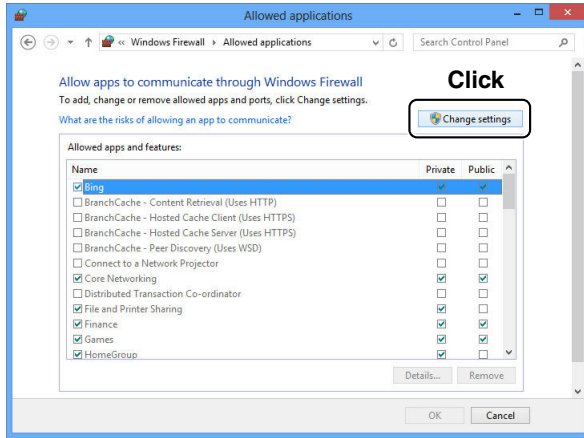 Allowed applications
« Windows Firewall ▸ Allowed applications
Search Control Panel
Allow apps to communicate through Windows Firewall
Click
To add, change or remove allowed apps and ports, click Change settings.
What are the risks of allowing an app to communicate?
Change settings
Allowed apps and features:
Name Private Public
Bing
BranchCache - Content Retrieval (Uses HTTP)
BranchCache - Hosted Cache Client (Uses HTTPS)
BranchCache - Hosted Cache Server (Uses HTTPS)
BranchCache - Peer Discovery (Uses WSD)
Connect to a Network Projector
Core Networking
Distributed Transaction Co-ordinator
File and Printer Sharing
Finance
Games
HomeGroup
Details... Remove
OK Cancel